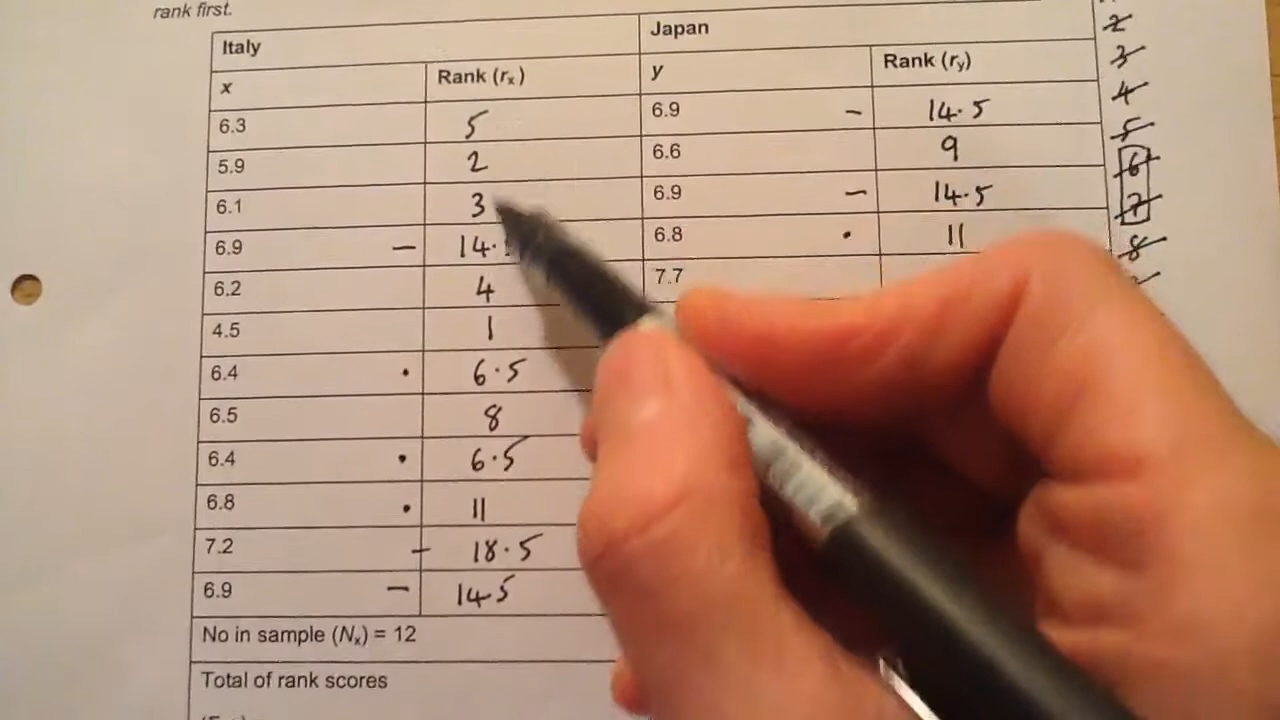 rank first.
Italy Japan
x Rank (rx) y Rank (ry)
6.3 5 6.9 – 14.5
5.9 2 6.6 9
6.1 3 6.9 – 14.5
6.9 – 14. 6.8 • 11
6.2 4 7.7
4.5 1
6.4 • 6.5
6.5 8
6.4 • 6.5
6.8 • 11
7.2 – 18.5
6.9 – 14.5
No in sample (Nx) = 12
Total of rank scores
2
3
4
5
6
7
8